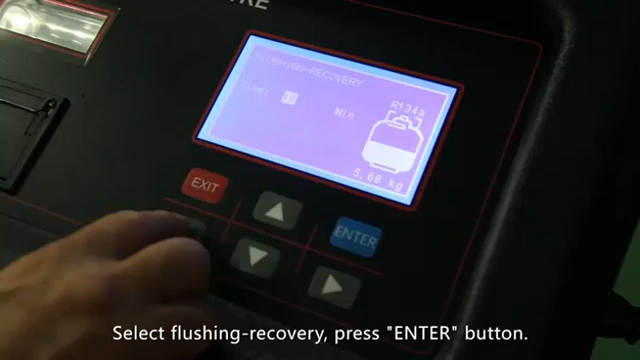 FLUSHING-RECOVERY
Time:
Min
R134a
5.68 kg
EXIT
ENTER
Select flushing-recovery, press "ENTER" button.